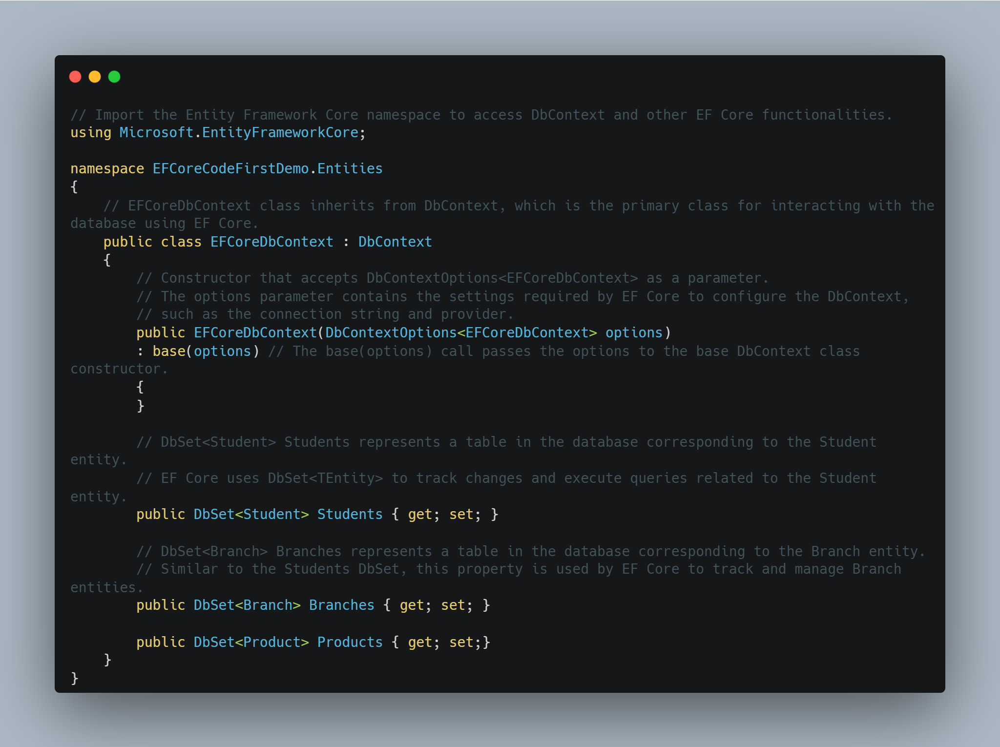 // Import the Entity Framework Core namespace to access DbContext and other EF Core functionalities.
using Microsoft.EntityFrameworkCore;

namespace EFCoreCodeFirstDemo.Entities
{
    // EFCoreDbContext class inherits from DbContext, which is the primary class for interacting with the
database using EF Core.
    public class EFCoreDbContext : DbContext
    {
        // Constructor that accepts DbContextOptions<EFCoreDbContext> as a parameter.
        // The options parameter contains the settings required by EF Core to configure the DbContext,
        // such as the connection string and provider.
        public EFCoreDbContext(DbContextOptions<EFCoreDbContext> options)
        : base(options) // The base(options) call passes the options to the base DbContext class
constructor.
        {
        }

        // DbSet<Student> Students represents a table in the database corresponding to the Student
entity.
        // EF Core uses DbSet<TEntity> to track changes and execute queries related to the Student
entity.
        public DbSet<Student> Students { get; set; }

        // DbSet<Branch> Branches represents a table in the database corresponding to the Branch entity.
        // Similar to the Students DbSet, this property is used by EF Core to track and manage Branch
entities.
        public DbSet<Branch> Branches { get; set; }

        public DbSet<Product> Products { get; set;}
    }
}